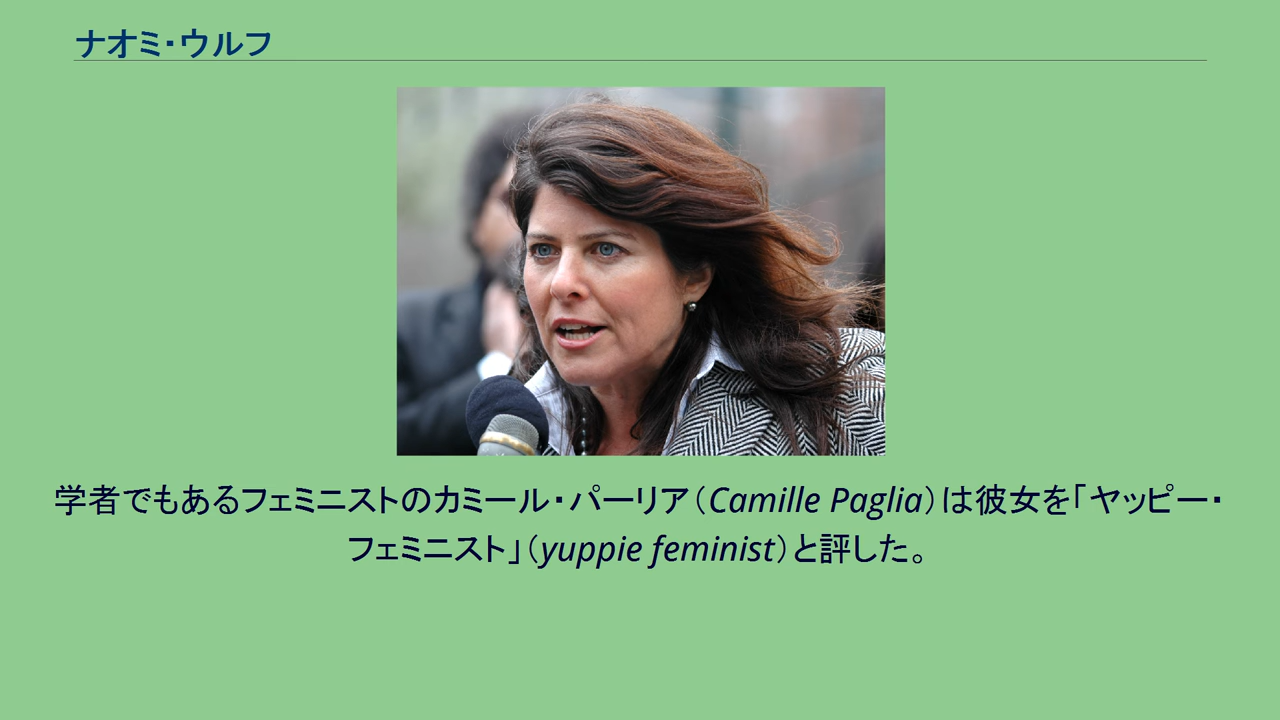 ナオミ・ウルフ
学者でもあるフェミニストのカミール・パーリア（Camille Paglia）は彼女を「ヤッピー・
フェミニスト」（yuppie feminist）と評した。